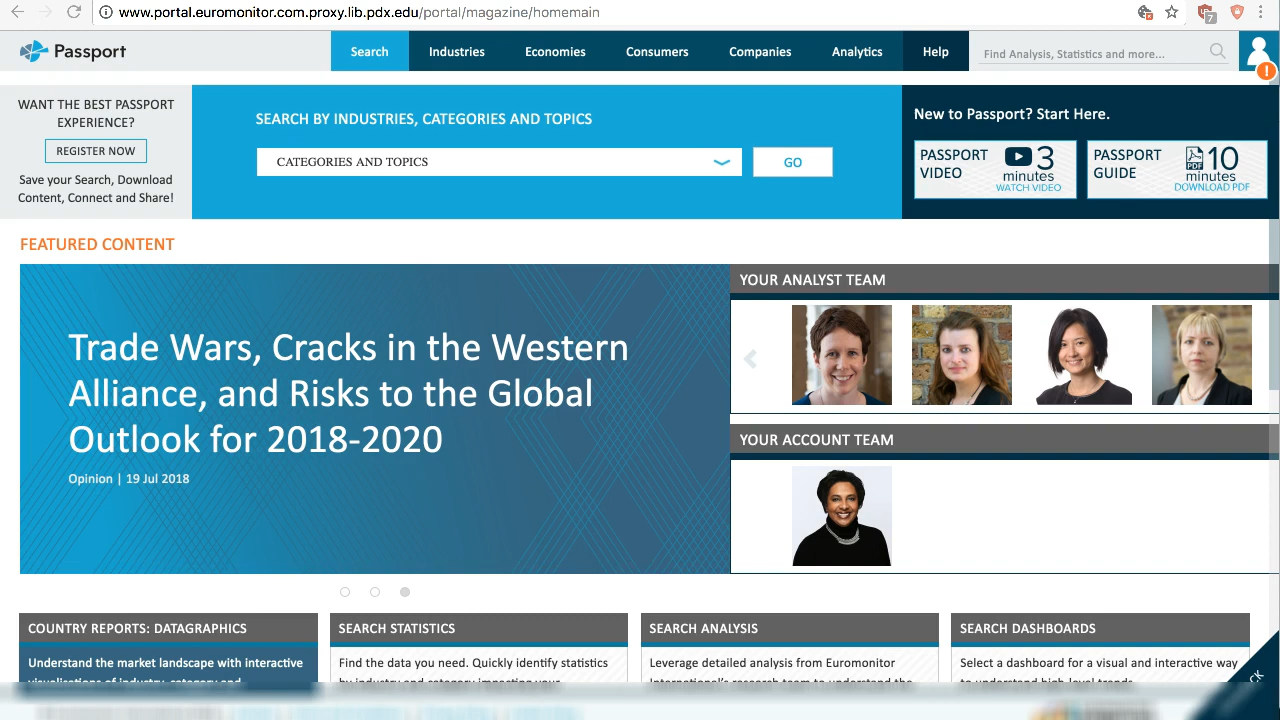 www.portal.euromonitor.com.proxy.lib.pdx.edu/portal/magazine/homemain
7
Passport
Search
Industries
Economies
Consumers
Companies
Analytics
Help
Find Analysis, Statistics and more...
!
WANT THE BEST PASSPORT
EXPERIENCE?
REGISTER NOW
Save your Search, Download
Content, Connect and Share!
SEARCH BY INDUSTRIES, CATEGORIES AND TOPICS
CATEGORIES AND TOPICS
GO
New to Passport? Start Here.
PASSPORT
VIDEO
3
minutes
WATCH VIDEO
PASSPORT
GUIDE
PDF
10
minutes
DOWNLOAD PDF
FEATURED CONTENT
Trade Wars, Cracks in the Western
Alliance, and Risks to the Global
Outlook for 2018-2020
Opinion | 19 Jul 2018
YOUR ANALYST TEAM
YOUR ACCOUNT TEAM
COUNTRY REPORTS: DATAGRAPHICS
Understand the market landscape with interactive
visualisations of industry, category and
SEARCH STATISTICS
Find the data you need. Quickly identify statistics
by industry and category impacting your
SEARCH ANALYSIS
Leverage detailed analysis from Euromonitor
International's research team to understand the
SEARCH DASHBOARDS
Select a dashboard for a visual and interactive way
to understand high-level trends